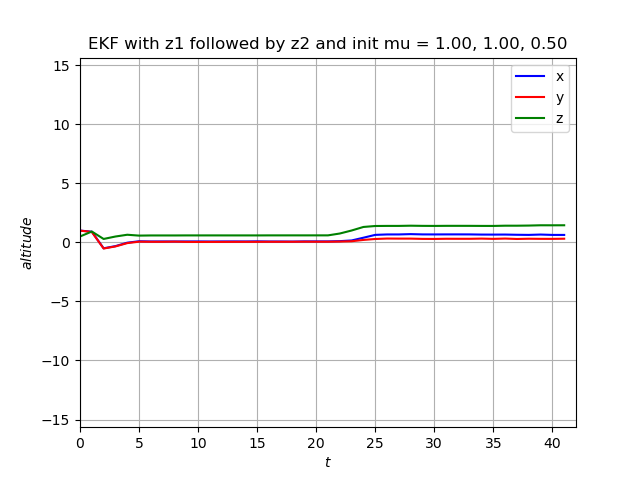 EKF with z1 followed by z2 and init mu = 1.00, 1.00, 0.50
15
10
5
0
−5
−10
−15
altitude
x
y
z
0 5 10 15 20 25 30 35 40
t